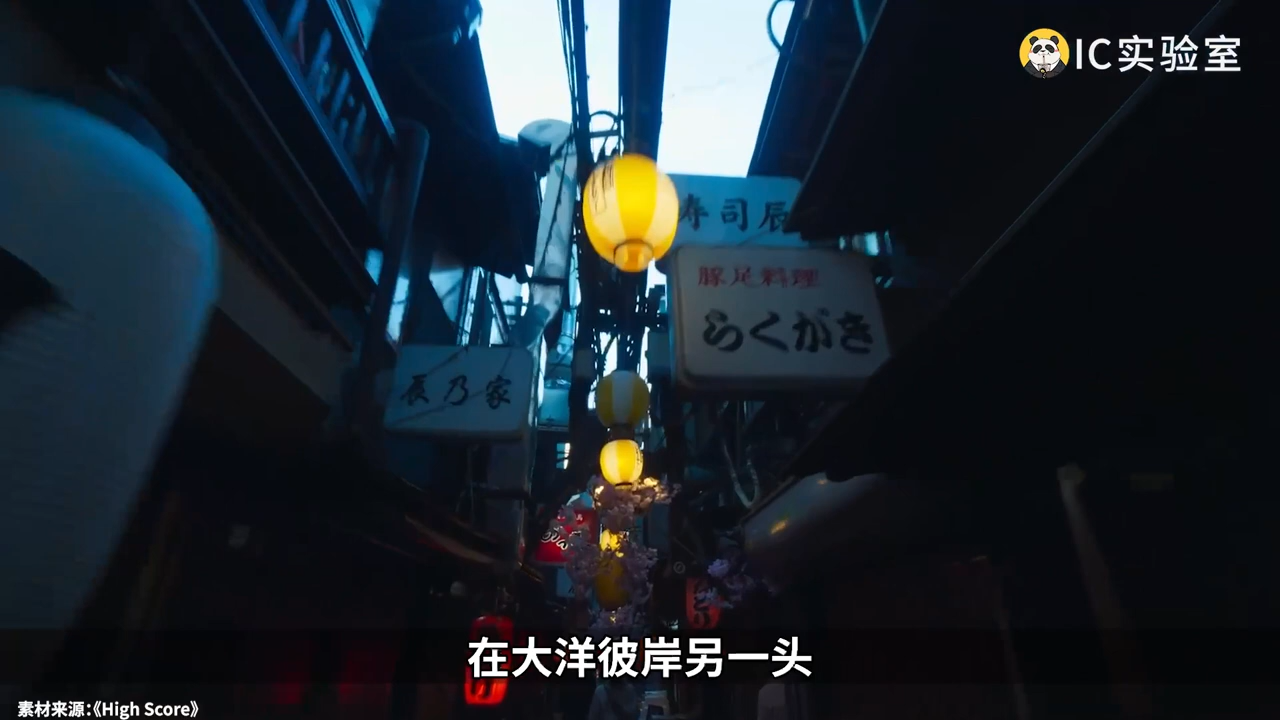 IC实验室
寿司辰
豚足料理
らくがき
辰乃家
在大洋彼岸另一头
素材来源:《High Score》